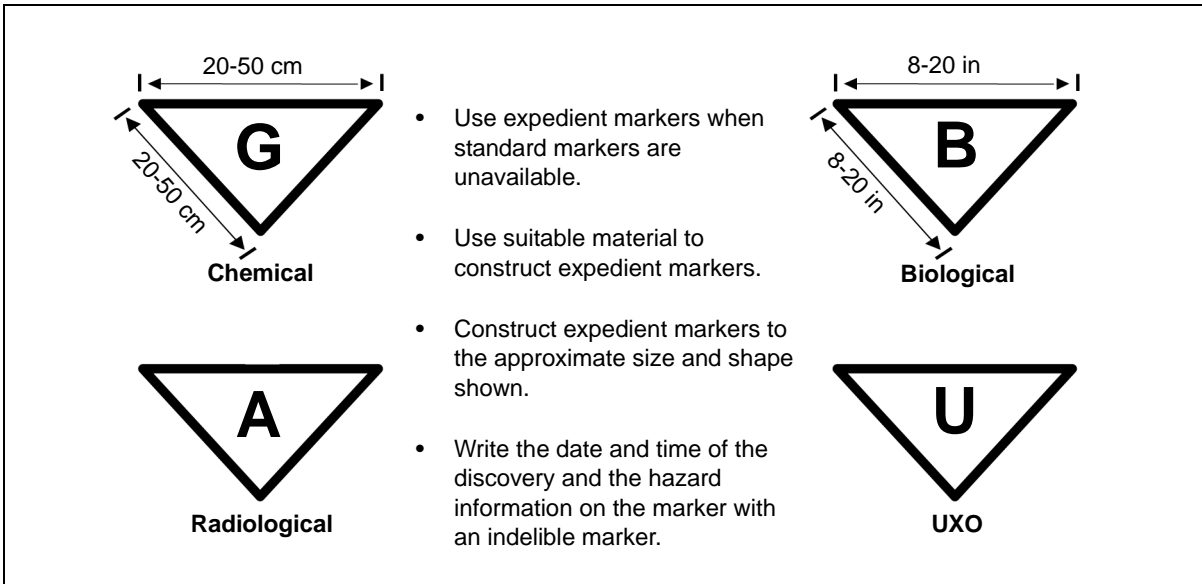 20-50 cm
20-50 cm
G
Chemical
A
Radiological
• Use expedient markers when
standard markers are
unavailable.
• Use suitable material to
construct expedient markers.
• Construct expedient markers to
the approximate size and shape
shown.
• Write the date and time of the
discovery and the hazard
information on the marker with
an indelible marker.
8-20 in
8-20 in
B
Biological
U
UXO